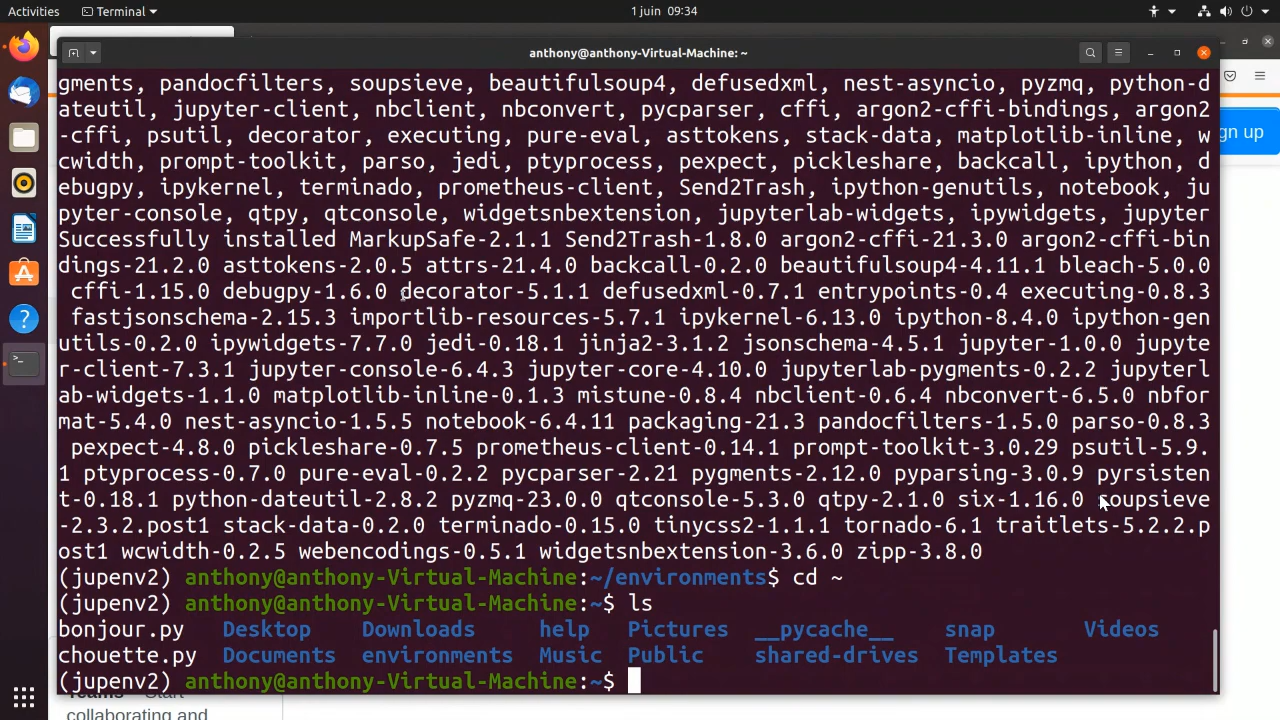 Activities Terminal 1 juin 09:34
anthony@anthony-Virtual-Machine: ~
gments, pandocfilters, soupsieve, beautifulsoup4, defusedxml, nest-asyncio, pyzmq, python-d
ateutil, jupyter-client, nbclient, nbconvert, pycparser, cffi, argon2-cffi-bindings, argon2
-cffi, psutil, decorator, executing, pure-eval, asttokens, stack-data, matplotlib-inline, w
cwidth, prompt-toolkit, parso, jedi, ptyprocess, pexpect, pickleshare, backcall, ipython, d
ebugpy, ipykernel, terminado, prometheus-client, Send2Trash, ipython-genutils, notebook, ju
pyter-console, qtpy, qtconsole, widgetsnbextension, jupyterlab-widgets, ipywidgets, jupyter
Successfully installed MarkupSafe-2.1.1 Send2Trash-1.8.0 argon2-cffi-21.3.0 argon2-cffi-bin
dings-21.2.0 asttokens-2.0.5 attrs-21.4.0 backcall-0.2.0 beautifulsoup4-4.11.1 bleach-5.0.0
cffi-1.15.0 debugpy-1.6.0 decorator-5.1.1 defusedxml-0.7.1 entrypoints-0.4 executing-0.8.3
fastjsonschema-2.15.3 importlib-resources-5.7.1 ipykernel-6.13.0 ipython-8.4.0 ipython-gen
utils-0.2.0 ipywidgets-7.7.0 jedi-0.18.1 jinja2-3.1.2 jsonschema-4.5.1 jupyter-1.0.0 jupyte
r-client-7.3.1 jupyter-console-6.4.3 jupyter-core-4.10.0 jupyterlab-pygments-0.2.2 jupyterl
ab-widgets-1.1.0 matplotlib-inline-0.1.3 mistune-0.8.4 nbclient-0.6.4 nbconvert-6.5.0 nbfor
mat-5.4.0 nest-asyncio-1.5.5 notebook-6.4.11 packaging-21.3 pandocfilters-1.5.0 parso-0.8.3
pexpect-4.8.0 pickleshare-0.7.5 prometheus-client-0.14.1 prompt-toolkit-3.0.29 psutil-5.9.
1 ptyprocess-0.7.0 pure-eval-0.2.2 pycparser-2.21 pygments-2.12.0 pyparsing-3.0.9 pyrsisten
t-0.18.1 python-dateutil-2.8.2 pyzmq-23.0.0 qtconsole-5.3.0 qtpy-2.1.0 six-1.16.0 soupsieve
-2.3.2.post1 stack-data-0.2.0 terminado-0.15.0 tinycss2-1.1.1 tornado-6.1 traitlets-5.2.2.p
ost1 wcwidth-0.2.5 webencodings-0.5.1 widgetsnbextension-3.6.0 zipp-3.8.0
(jupenv2) anthony@anthony-Virtual-Machine:~/environments$ cd ~
(jupenv2) anthony@anthony-Virtual-Machine:~$ ls
bonjour.py Desktop Downloads help Pictures __pycache__ snap Videos
chouette.py Documents environments Music Public shared-drives Templates
(jupenv2) anthony@anthony-Virtual-Machine:~$
gn up
collaborating and